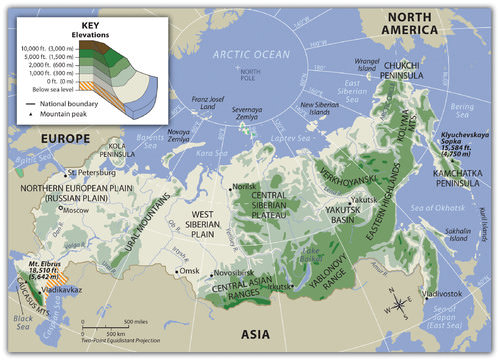 KEY
Elevations
10,000 ft. (3,000 m)
5,000 ft. (1,500 m)
2,000 ft. (600 m)
1,000 ft. (300 m)
0 ft. (0 m)
Below sea level
National boundary
Mountain peak
NORTH
AMERICA
ARCTIC OCEAN
NORTH
POLE
Wrangel
Island
CHUKCHI
PENINSULA
East
Siberian
Sea
Bering
Sea
New Siberian
Islands
Franz Josef
Land
Severnaya
Zemlya
Novaya
Zemlya
Laptev Sea
Kara Sea
Barents
Sea
EUROPE
KOLA
PENINSULA
St. Petersburg
NORTHERN EUROPEAN PLAIN
(RUSSIAN PLAIN)
Moscow
URAL MOUNTAINS
WEST
SIBERIAN
PLAIN
Norilsk
CENTRAL
SIBERIAN
PLATEAU
VERKHOYANSKI
KOLYMA
MTS.
Klyuchevskaya
Sopka
15,584 ft.
(4,750 m)
KAMCHATKA
PENINSULA
Yakutsk
YAKUTSK
BASIN
EASTERN HIGHLANDS
Sea of Okhotsk
Kuril Islands
Sakhalin
Island
Ob R.
Irtysh R.
Yenisey R.
Lena R.
Volga R.
Lake
Baikal
Mt. Elbrus
18,510 ft.
(5,642 m)
Vladikavkaz
CAUCASUS MTS.
Black
Sea
Caspian Sea
Omsk
Novosibirsk
CENTRAL ASIAN
RANGES
Irkutsk
YABLONOVY
RANGE
Vladivostok
Sea of
Japan
(East Sea)
N
W
E
S
0 500 miles
0 500 km
Two-Point Equidistant Projection
ASIA